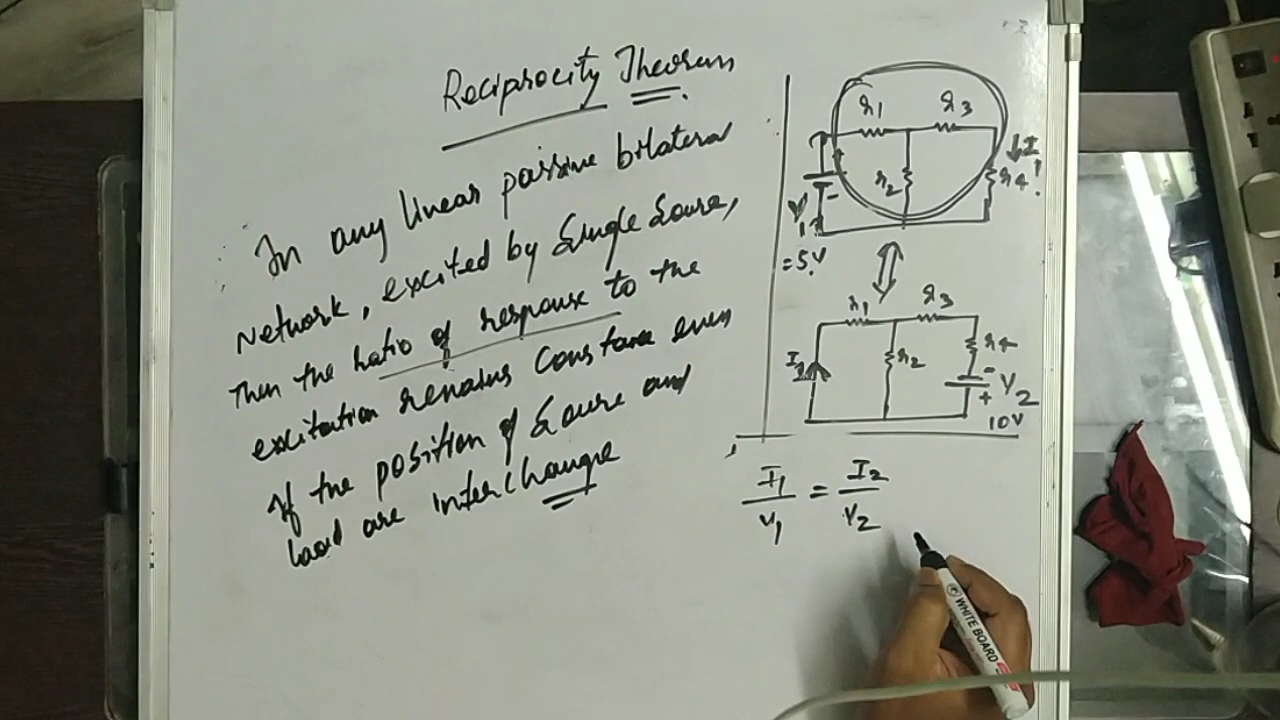 Reciprocity Theorem
In any linear passive bilateral
Network, excited by Single Source,
Then the ratio of response to the
excitation remains Constant even
If the position of Source and
load are interchange
r1 r3
r2
I
r4
V1
= 5V
r1 r3
r2
r4
V2
10V
I1/V1 = I2/V2
WHITE BOARD